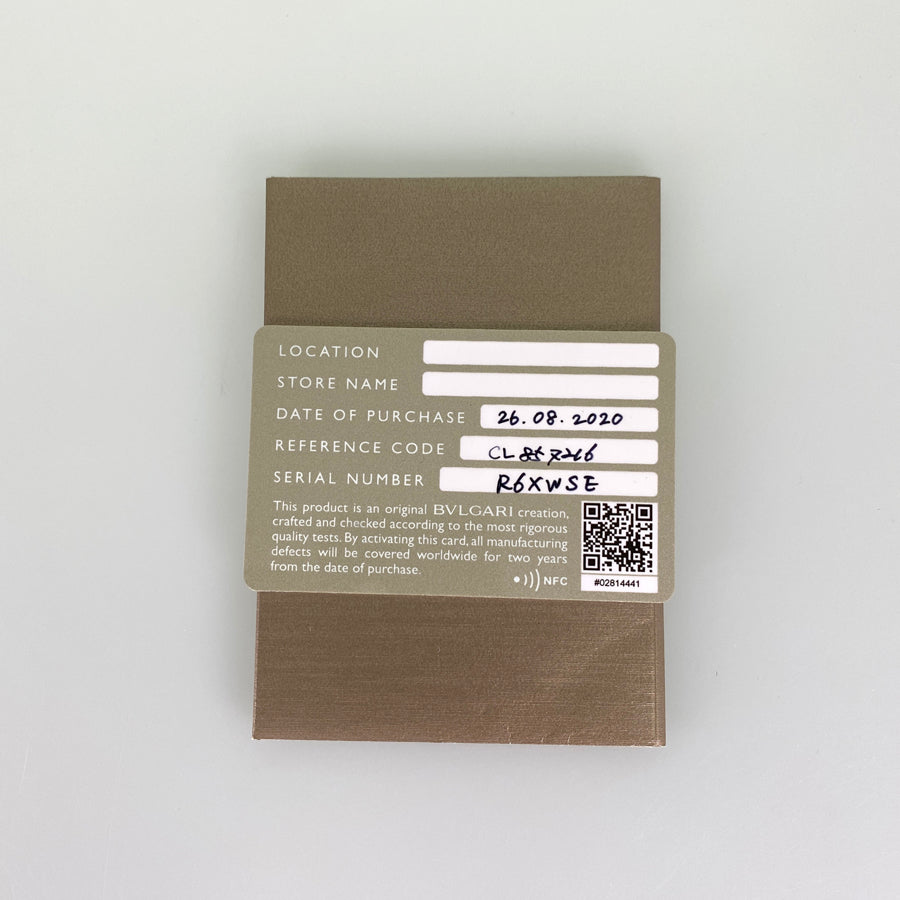 LOCATION
STORE NAME
DATE OF PURCHASE 26.08.2020
REFERENCE CODE
SERIAL NUMBER R6XWSE
This product is an original BVLGARI creation,
crafted and checked according to the most rigorous
quality tests. By activating this card, all manufacturing
defects will be covered worldwide for two years
from the date of purchase.
NFC
#02814441